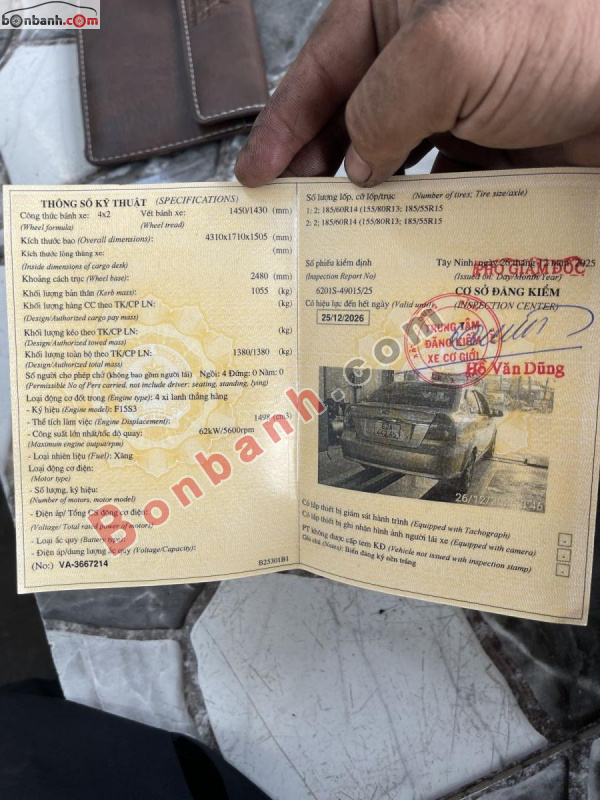 bonbanh.com
THÔNG SỐ KỸ THUẬT (SPECIFICATIONS)
Công thức bánh xe: 4x2 Vết bánh xe: 1450/1430 (mm)
(Wheel formula) (Wheel tread)
Kích thước bao (Overall dimensions): 4310x1710x1505 (mm)
Kích thước lòng thùng xe: (mm)
(Inside dimensions of cargo desk)
Khoảng cách trục (Wheel base): 2480 (mm)
Khối lượng bản thân (Kerb mass): 1055 (kg)
Khối lượng hàng CC theo TK/CP LN: (kg)
(Design/Authorized cargo pay mass)
Khối lượng kéo theo TK/CP LN: (kg)
(Design/Authorized towed mass)
Khối lượng toàn bộ theo TK/CP LN: 1380/1380 (kg)
(Design/Authorized total mass)
Số người cho phép chở (không bao gồm người lái) Ngồi: 4 Đứng: 0 Nằm: 0
(Permissible No of Pers carried, not include driver: seating, standing, lying)
Loại động cơ đốt trong (Engine type): 4 xi lanh thẳng hàng
- Ký hiệu (Engine model): F15S3
- Thể tích làm việc (Engine Displacement): 1498 (cm3)
- Công suất lớn nhất/tốc độ quay: 62kW/5600rpm
(Maximum engine output/rpm)
- Loại nhiên liệu (Fuel): Xăng
Loại động cơ điện:
(Motor type)
- Số lượng, ký hiệu:
(Number of motors, motor model)
- Điện áp/ Tổng CS động cơ điện:
(Voltage/ Total rated power of motor)
- Loại ắc quy (Battery type):
- Điện áp/dung lượng ắc quy (Voltage/Capacity):
(No:) VA-3667214 B25301B1
Số lượng lốp, cỡ lốp/trục (Number of tires; Tire size/axle)
1: 2; 185/60R14 (155/80R13; 185/55R15
2: 2; 185/60R14 (155/80R13; 185/55R15
Số phiếu kiểm định Tây Ninh, ngày 26 tháng 12 năm 2025
(Inspection Report No) (Issued on: Day/Month/Year)
6201S-49015/25 CƠ SỞ ĐĂNG KIỂM
Có hiệu lực đến hết ngày (Valid until) (INSPECTION CENTER)
25/12/2026
PHÓ GIÁM ĐỐC
TRUNG TÂM
ĐĂNG KIỂM
XE CƠ GIỚI
Hồ Văn Dũng
26/12/
Có lắp thiết bị giám sát hành trình (Equipped with Tachograph)
Có lắp thiết bị ghi nhận hình ảnh người lái xe (Equipped with camera)
PT không được cấp tem KĐ (Vehicle not issued with inspection stamp)
Ghi chú (Notes): Biển đăng ký nền trắng
Bonbanh.com